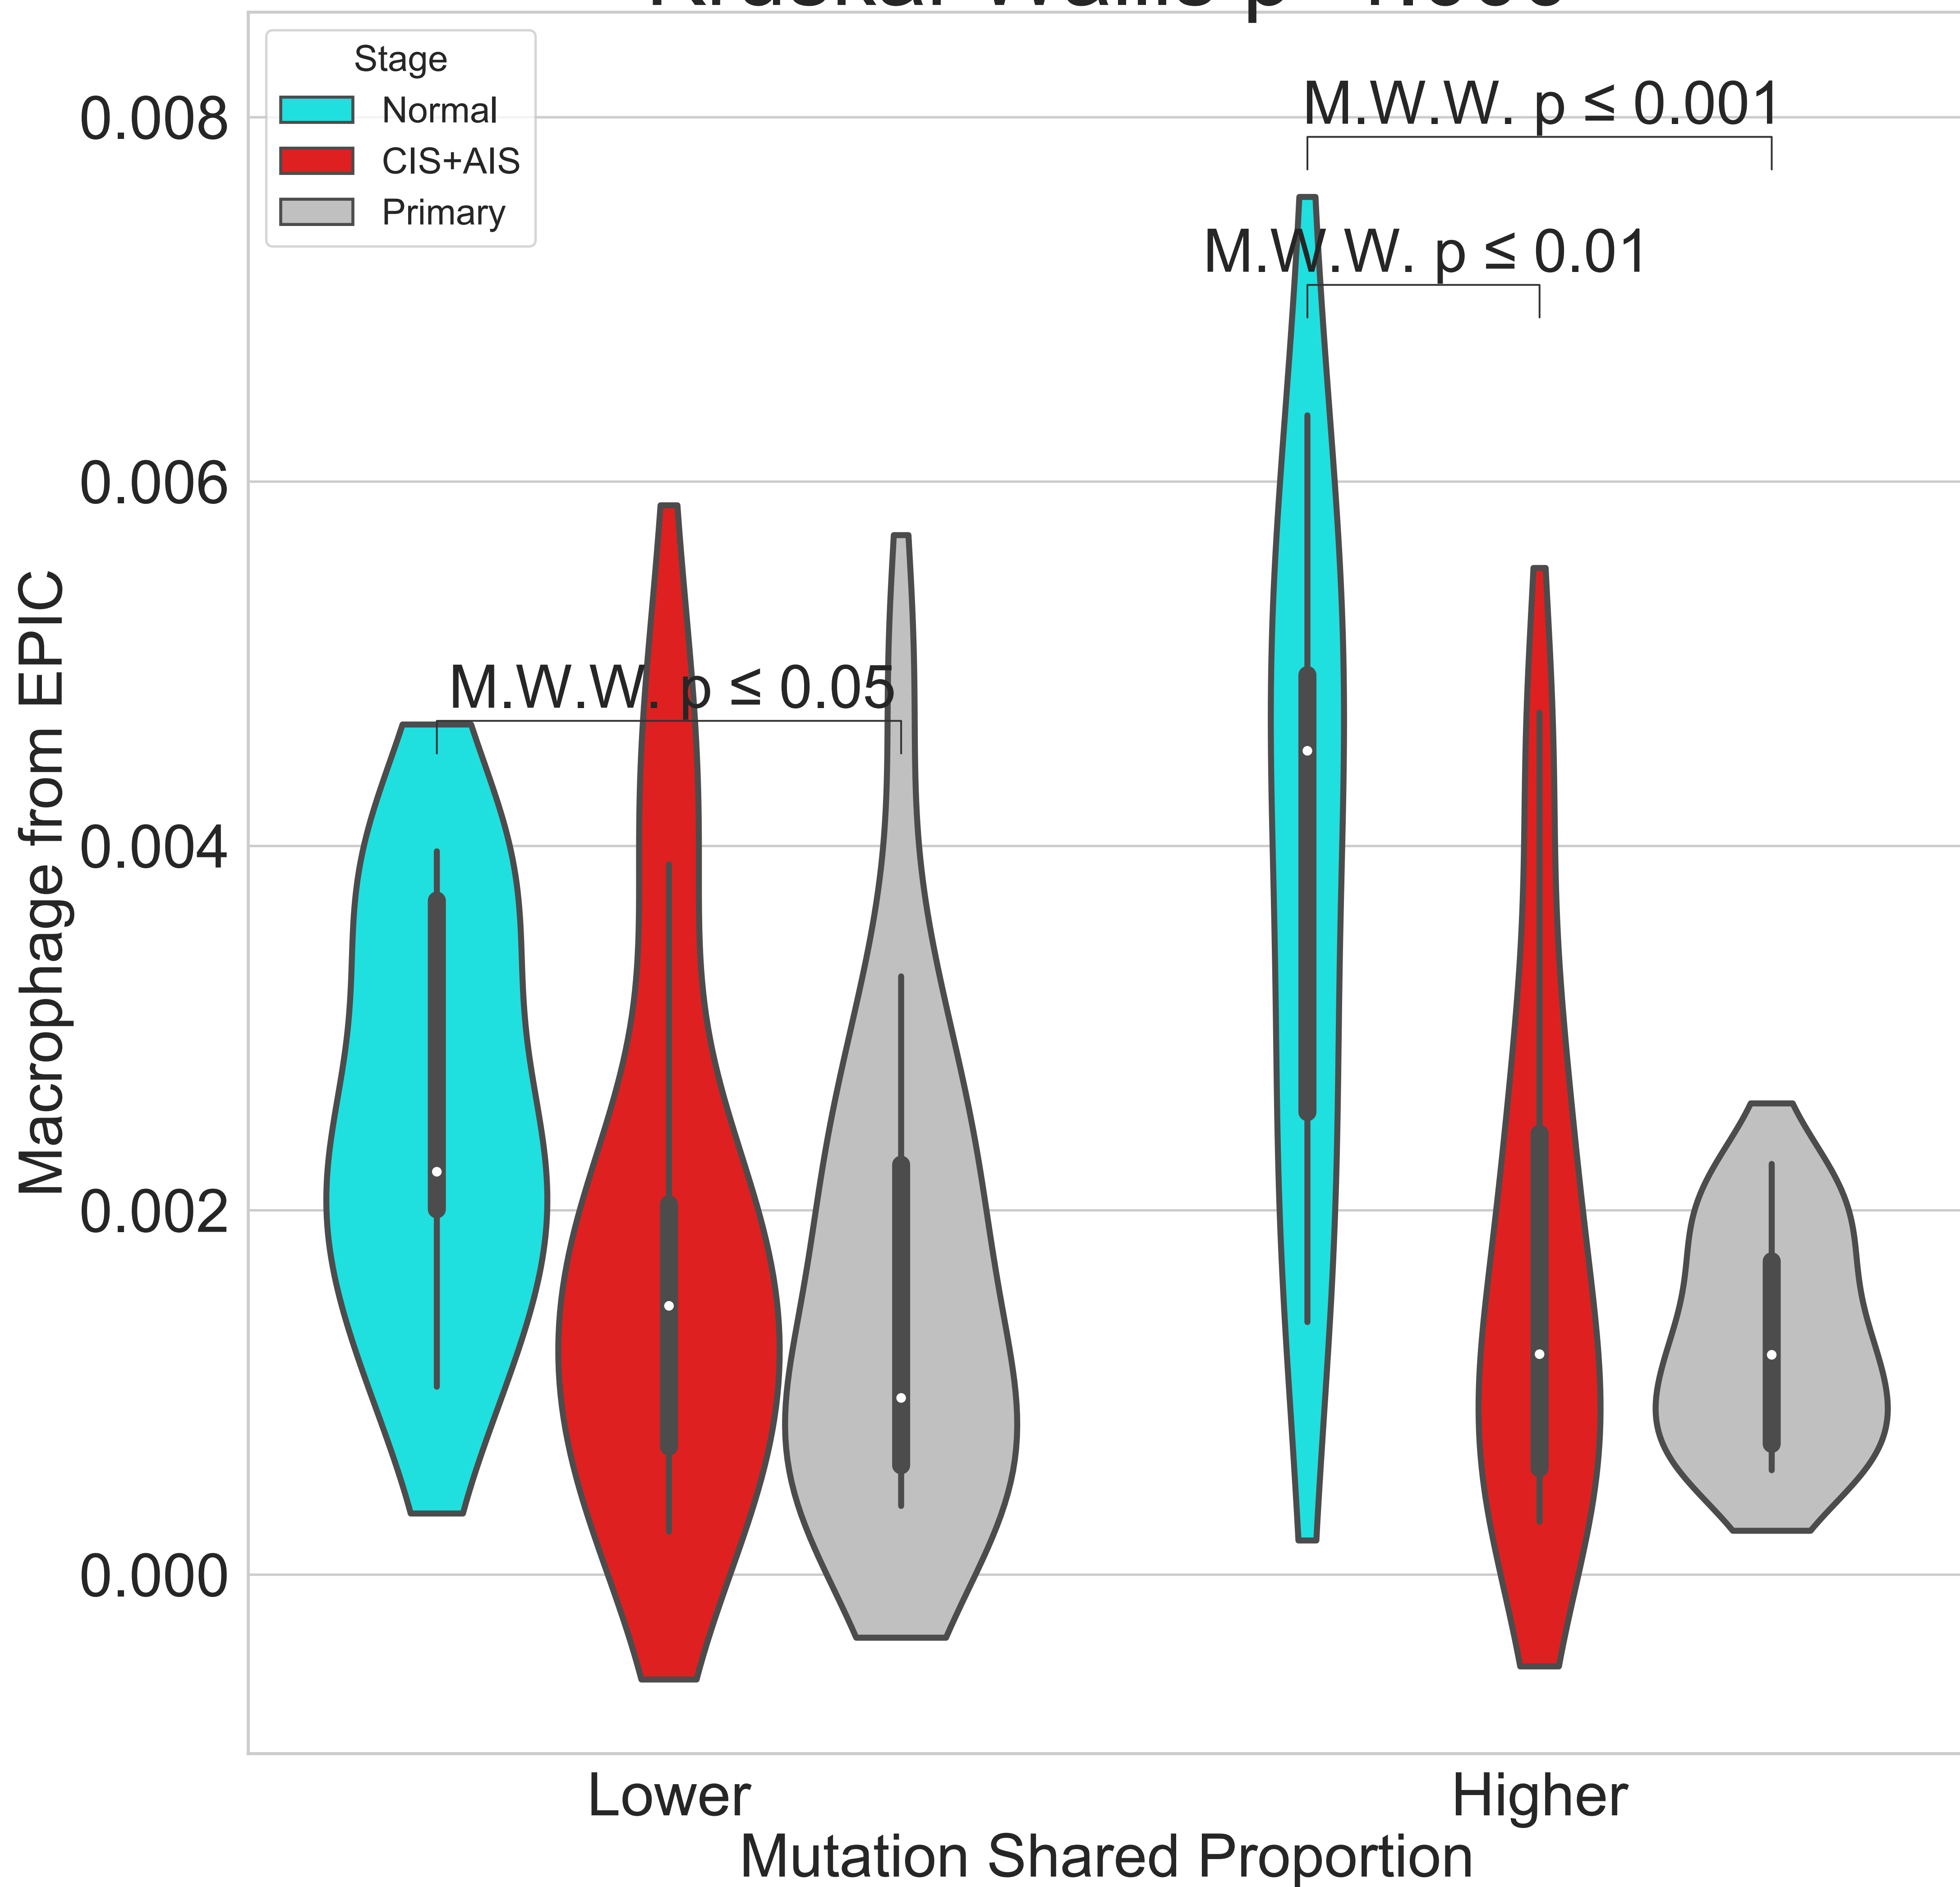 Stage
Normal
CIS+AIS
Primary
M.W.W. p ≤ 0.001
M.W.W. p ≤ 0.01
M.W.W. p ≤ 0.05
0.008
0.006
0.004
0.002
0.000
Macrophage from EPIC
Lower
Higher
Mutation Shared Proportion